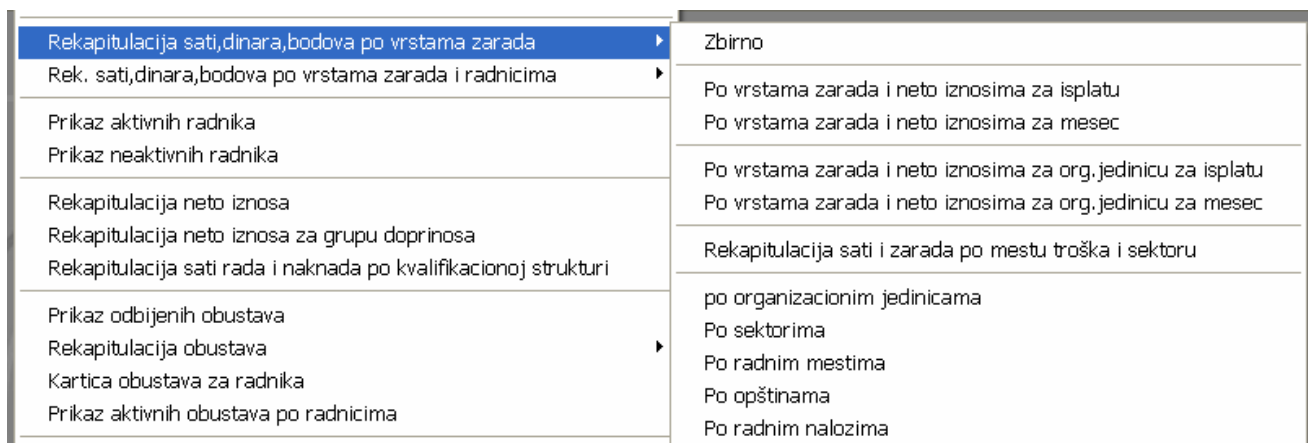 Rekapitulacija sati,dinara,bodova po vrstama zarada
Rek. sati,dinara,bodova po vrstama zarada i radnicima
Prikaz aktivnih radnika
Prikaz neaktivnih radnika
Rekapitulacija neto iznosa
Rekapitulacija neto iznosa za grupu doprinosa
Rekapitulacija sati rada i naknada po kvalifikacionoj strukturi
Prikaz odbijenih obustava
Rekapitulacija obustava
Kartica obustava za radnika
Prikaz aktivnih obustava po radnicima
Zbirno
Po vrstama zarada i neto iznosima za isplatu
Po vrstama zarada i neto iznosima za mesec
Po vrstama zarada i neto iznosima za org.jedinicu za isplatu
Po vrstama zarada i neto iznosima za org.jedinicu za mesec
Rekapitulacija sati i zarada po mestu troška i sektoru
po organizacionim jedinicama
Po sektorima
Po radnim mestima
Po opštinama
Po radnim nalozima